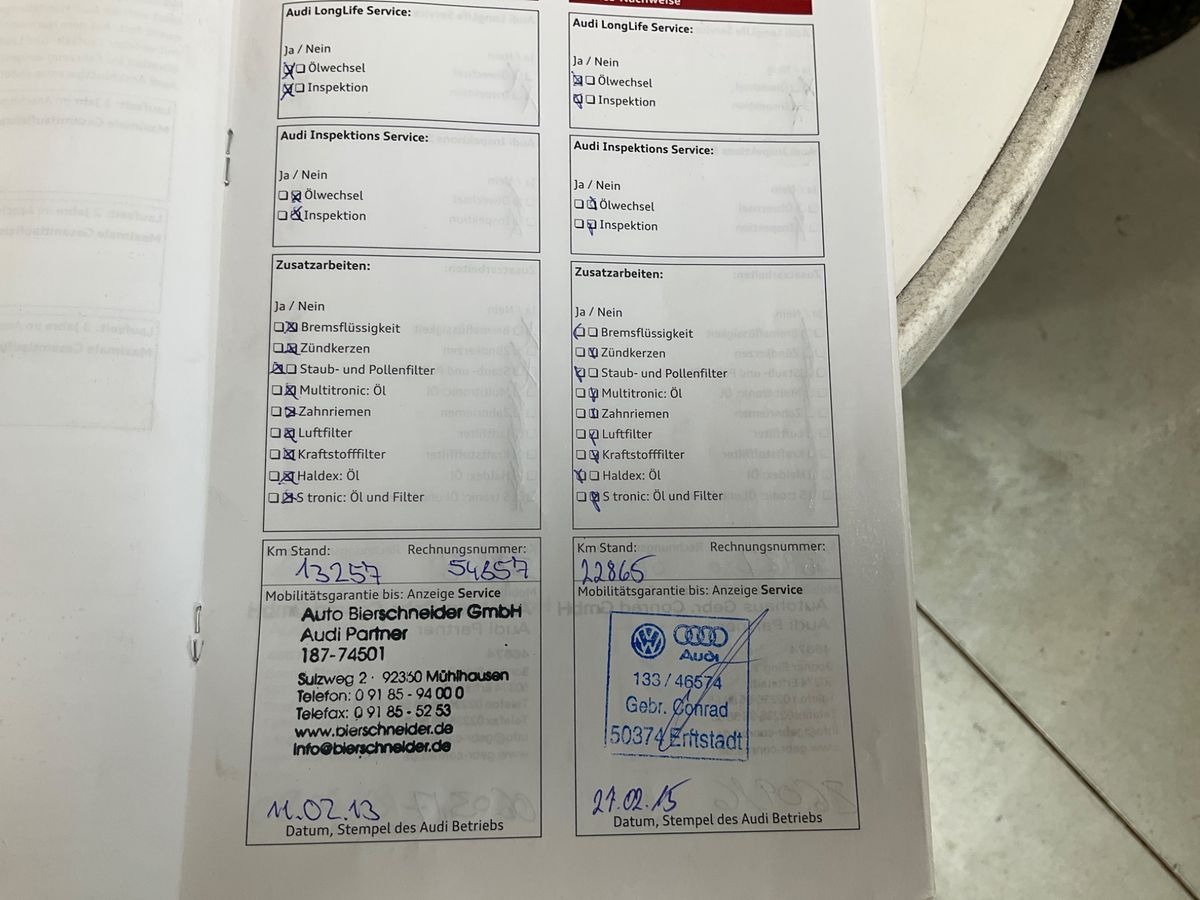 Audi LongLife Service:
Ja / Nein
Ölwechsel
Inspektion
Audi Inspektions Service:
Ja / Nein
Ölwechsel
Inspektion
Zusatzarbeiten:
Ja / Nein
Bremsflüssigkeit
Zündkerzen
Staub- und Pollenfilter
Multitronic: Öl
Zahnriemen
Luftfilter
Kraftstofffilter
Haldex: Öl
S tronic: Öl und Filter
Km Stand: Rechnungsnummer:
13257 54657
Mobilitätsgarantie bis: Anzeige Service
Auto Bierschneider GmbH
Audi Partner
187-74501
Sulzweg 2 · 92360 Mühlhausen
Telefon: 0 91 85 - 94 00 0
Telefax: 0 91 85 - 52 53
www.bierschneider.de
info@bierschneider.de
11.02.13
Datum, Stempel des Audi Betriebs
Nachweise
Audi LongLife Service:
Ja / Nein
Ölwechsel
Inspektion
Audi Inspektions Service:
Ja / Nein
Ölwechsel
Inspektion
Zusatzarbeiten:
Ja / Nein
Bremsflüssigkeit
Zündkerzen
Staub- und Pollenfilter
Multitronic: Öl
Zahnriemen
Luftfilter
Kraftstofffilter
Haldex: Öl
S tronic: Öl und Filter
Km Stand: Rechnungsnummer:
22865
Mobilitätsgarantie bis: Anzeige Service
Audi
133 / 46574
Gebr. Conrad
50374 Erftstadt
27.02.15
Datum, Stempel des Audi Betriebs